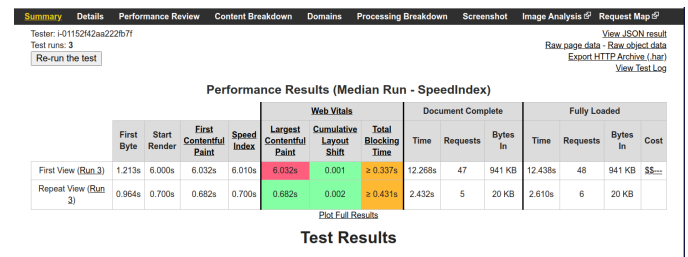 Summary Details Performance Review Content Breakdown Domains Processing Breakdown Screenshot Image Analysis Request Map
Tester: i-01152f42aa222fb7f
Test runs: 3
Re-run the test
View JSON result
Raw page data - Raw object data
Export HTTP Archive (.har)
View Test Log
Performance Results (Median Run - SpeedIndex)
Web Vitals Document Complete Fully Loaded
First Byte Start Render First Contentful Paint Speed Index Largest Contentful Paint Cumulative Layout Shift Total Blocking Time Time Requests Bytes In Time Requests Bytes In Cost
First View (Run 3) 1.213s 6.000s 6.032s 6.010s 6.032s 0.001 ≥ 0.337s 12.268s 47 941 KB 12.438s 48 941 KB $$---
Repeat View (Run 3) 0.964s 0.700s 0.682s 0.700s 0.682s 0.002 ≥ 0.431s 2.432s 5 20 KB 2.610s 6 20 KB
Plot Full Results
Test Results